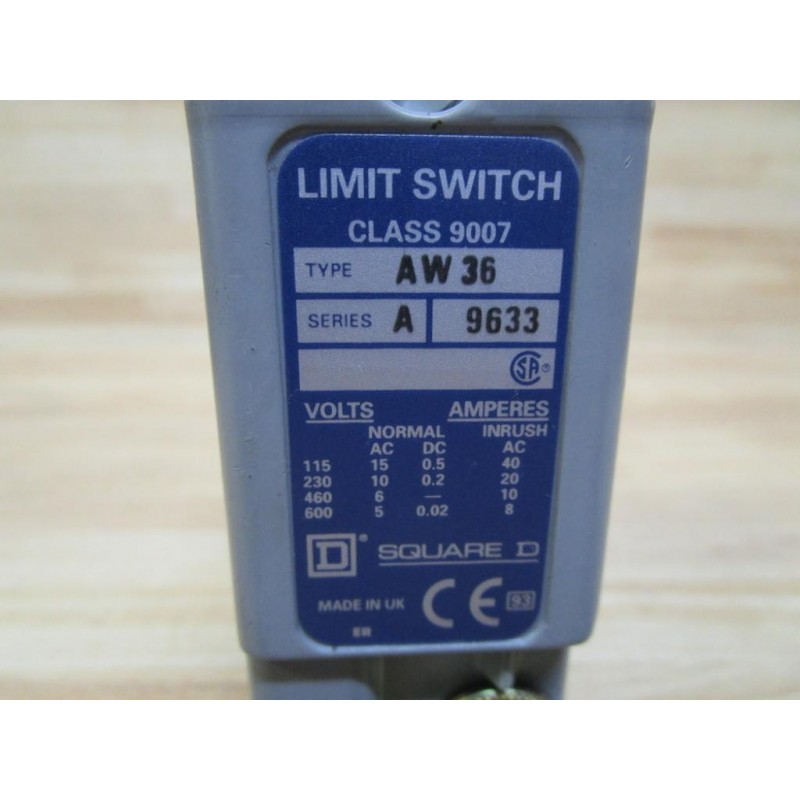 LIMIT SWITCH
CLASS 9007
TYPE AW 36
SERIES A 9633
SA ®
VOLTS AMPERES
NORMAL INRUSH
AC DC AC
115 15 0.5 40
230 10 0.2 20
460 6 — 10
600 5 0.02 8
D ® SQUARE D
MADE IN UK CE 93
ER